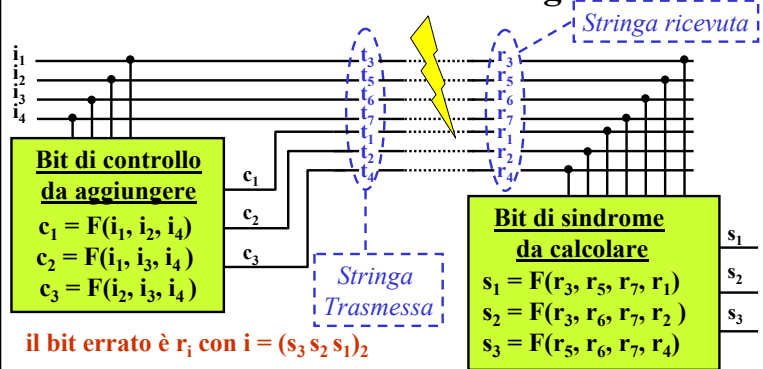 Stringa ricevuta
i1
i2
i3
i4
t3
t5
t6
t7
t1
t2
t4
r3
r5
r6
r7
r1
r2
r4
Bit di controllo
da aggiungere
c1 = F(i1, i2, i4)
c2 = F(i1, i3, i4 )
c3 = F(i2, i3, i4 )
c1
c2
c3
Stringa
Trasmessa
Bit di sindrome
da calcolare
s1 = F(r3, r5, r7, r1)
s2 = F(r3, r6, r7, r2 )
s3 = F(r5, r6, r7, r4)
s1
s2
s3
il bit errato è ri con i = (s3 s2 s1)2